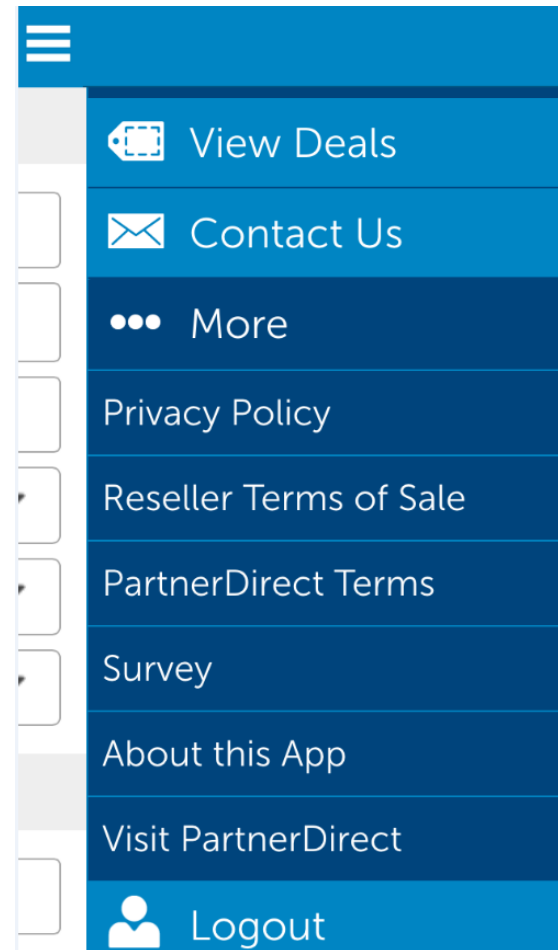 View Deals
Contact Us
More
Privacy Policy
Reseller Terms of Sale
PartnerDirect Terms
Survey
About this App
Visit PartnerDirect
Logout